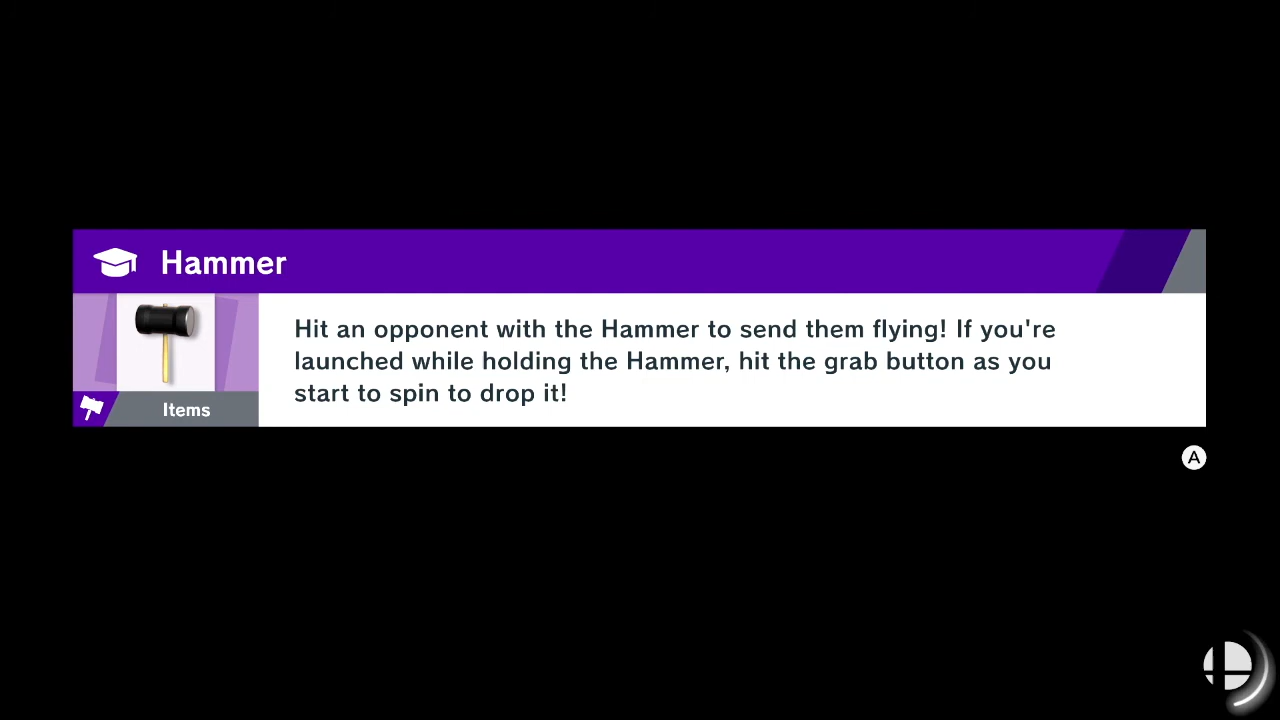 Hammer
Hit an opponent with the Hammer to send them flying! If you're
launched while holding the Hammer, hit the grab button as you
start to spin to drop it!
Items
A